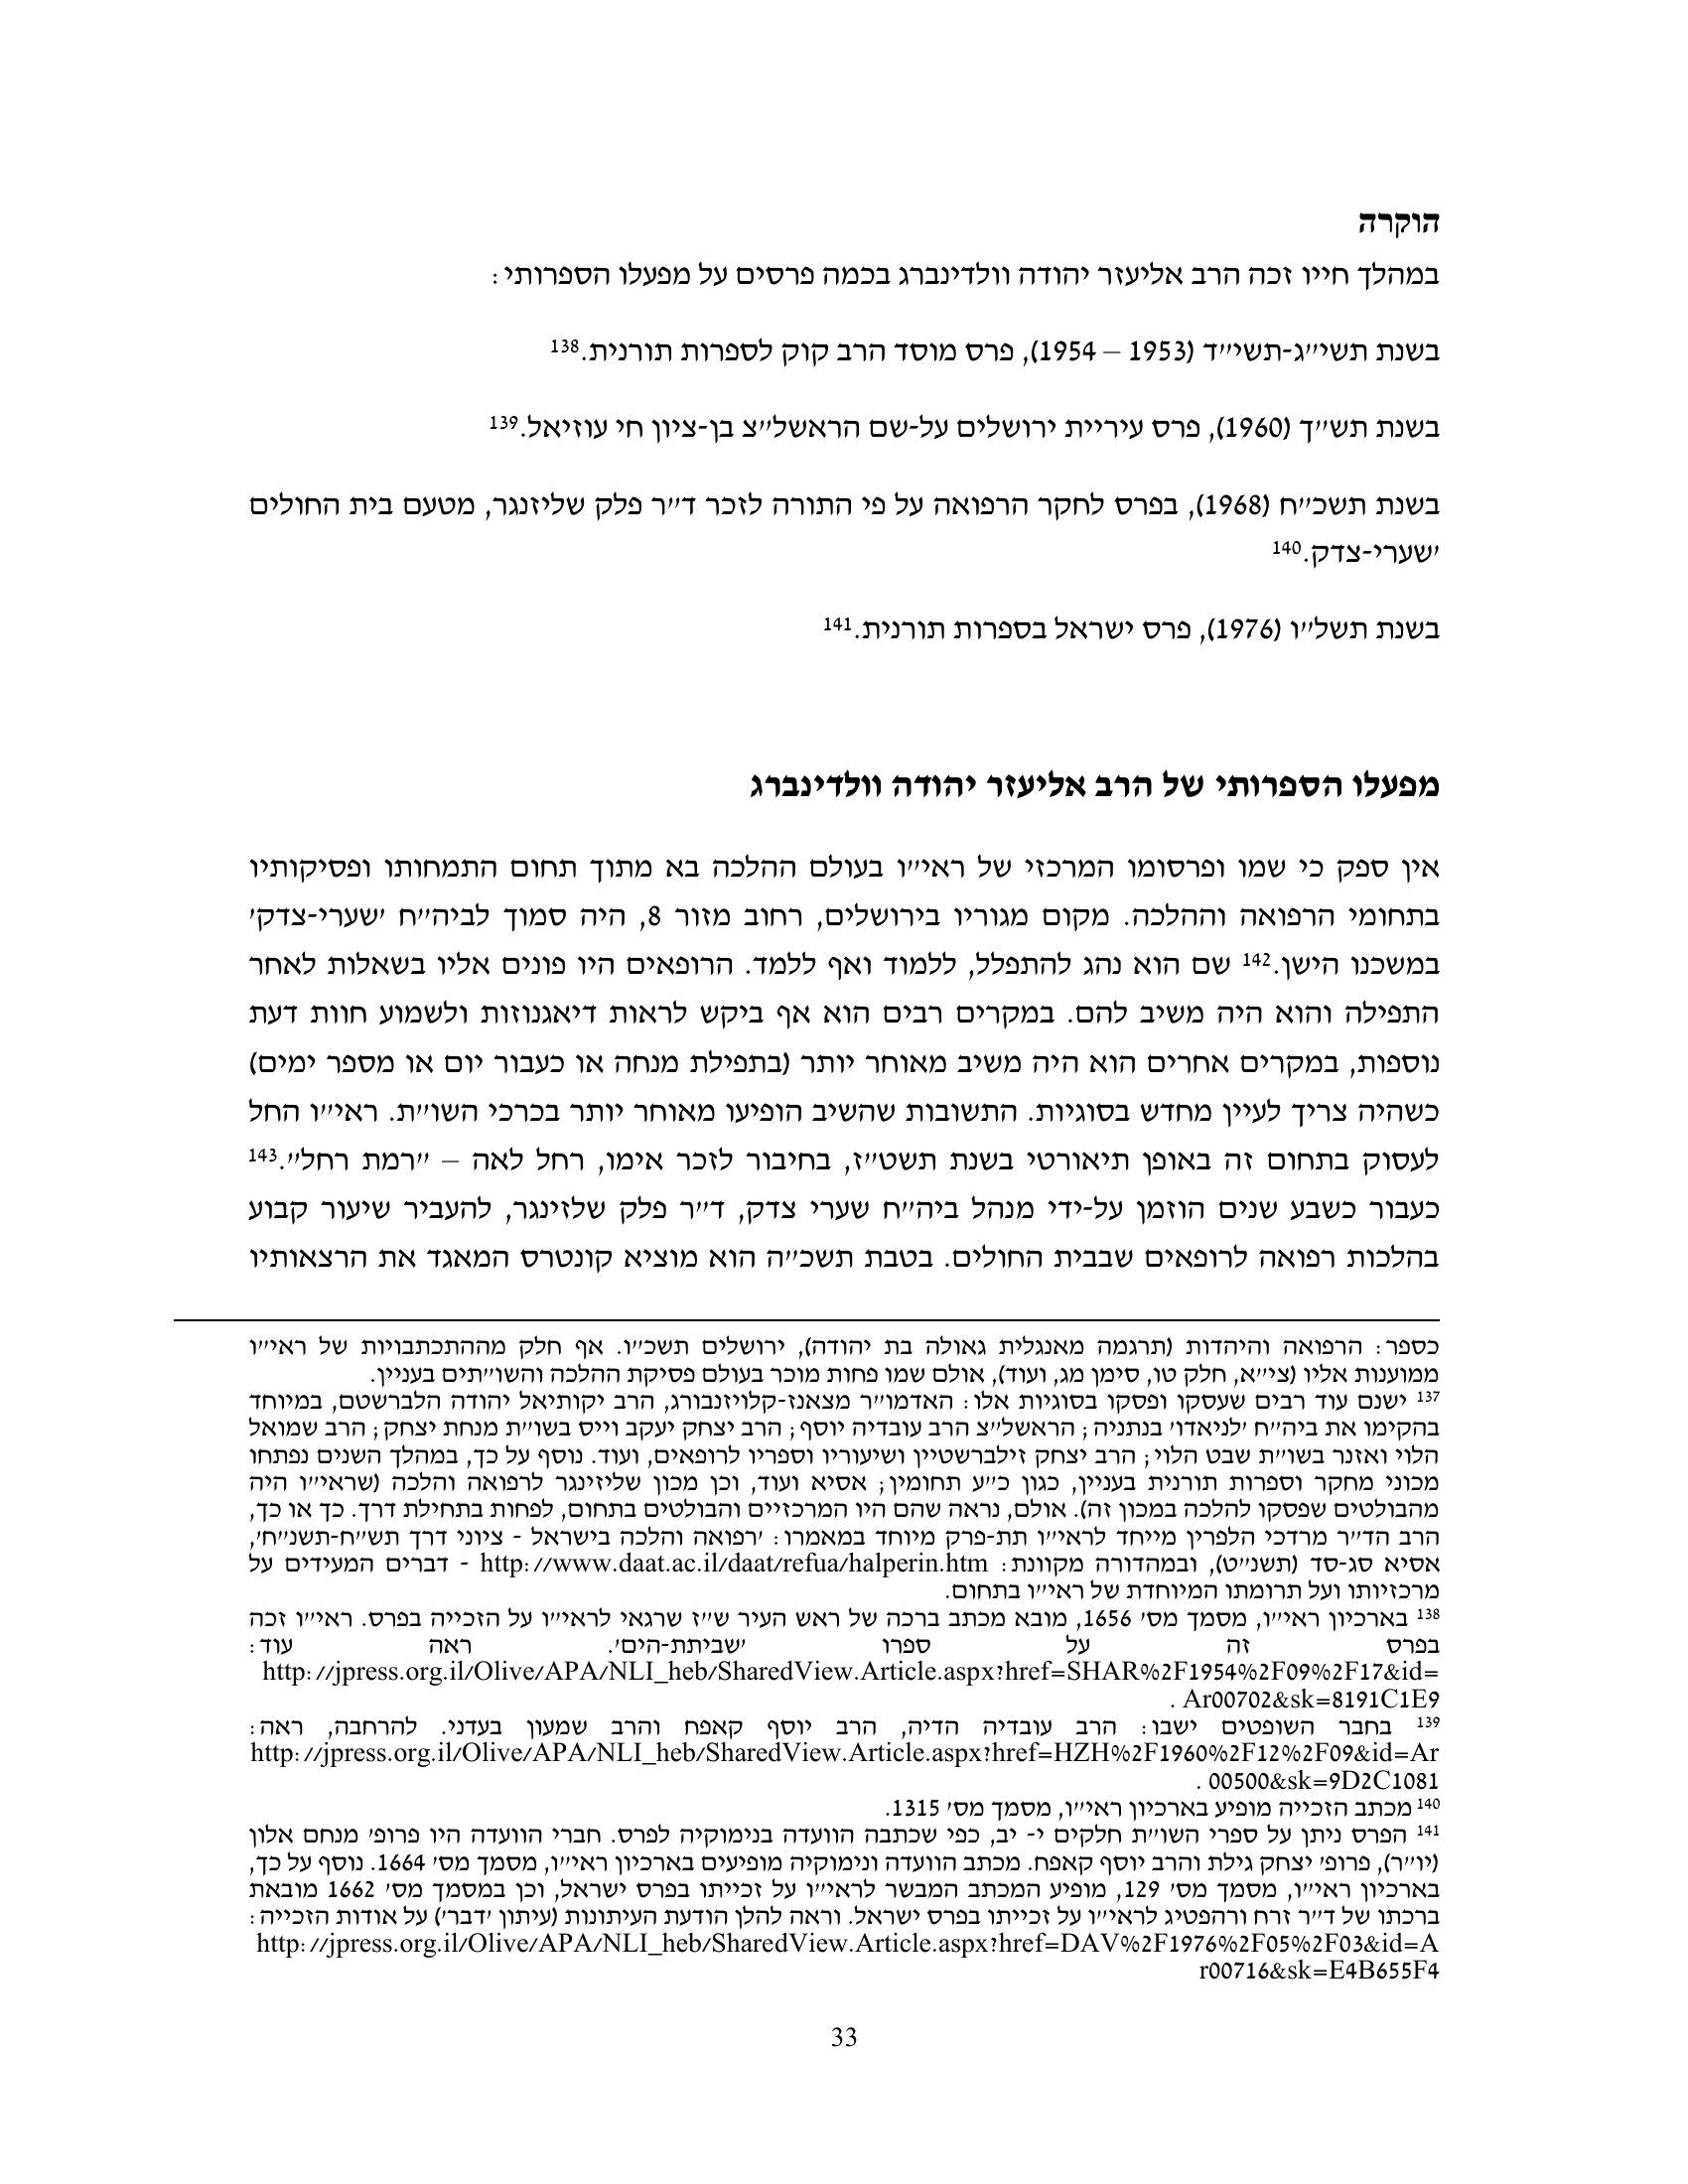 הוקרה
במהלך חייו זכה הרב אליעזר יהודה וולדינברג בכמה פרסים על מפעלו הספרותי:
בשנת תשי״ג-תשי״ד (1953 – 1954), פרס מוסד הרב קוק לספרות תורנית.138
בשנת תש״ך (1960), פרס עיריית ירושלים על-שם הראשל״צ בן-ציון חי עוזיאל.139
בשנת תשכ״ח (1968), בפרס לחקר הרפואה על פי התורה לזכר ד״ר פלק שליזנגר, מטעם בית החולים
׳שערי-צדק.140
בשנת תשל״ו (1976), פרס ישראל בספרות תורנית.141
מפעלו הספרותי של הרב אליעזר יהודה וולדינברג
אין ספק כי שמו ופרסומו המרכזי של ראי״ו בעולם ההלכה בא מתוך תחום התמחותו ופסיקותיו
בתחומי הרפואה וההלכה. מקום מגוריו בירושלים, רחוב מזור 8, היה סמוך לביה״ח ׳שערי-צדק׳
במשכנו הישן.142 שם הוא נהג להתפלל, ללמוד ואף ללמד. הרופאים היו פונים אליו בשאלות לאחר
התפילה והוא היה משיב להם. במקרים רבים הוא אף ביקש לראות דיאגנוזות ולשמוע חוות דעת
נוספות, במקרים אחרים הוא היה משיב מאוחר יותר (בתפילת מנחה או כעבור יום או מספר ימים)
כשהיה צריך לעיין מחדש בסוגיות. התשובות שהשיב הופיעו מאוחר יותר בכרכי השו״ת. ראי״ו החל
לעסוק בתחום זה באופן תיאורטי בשנת תשט״ז, בחיבור לזכר אימו, רחל לאה – ״רמת רחל״.143
כעבור כשבע שנים הוזמן על-ידי מנהל ביה״ח שערי צדק, ד״ר פלק שלזינגר, להעביר שיעור קבוע
בהלכות רפואה לרופאים שבבית החולים. בטבת תשכ״ה הוא מוציא קונטרס המאגד את הרצאותיו
כספר: הרפואה והיהדות (תרגמה מאנגלית גאולה בת יהודה), ירושלים תשכ״ו. אף חלק מההתכתבויות של ראי״ו
ממוענות אליו (צי״א, חלק טו, סימן מג, ועוד), אולם שמו פחות מוכר בעולם פסיקת ההלכה והשו״תים בעניין.
137 ישנם עוד רבים שעסקו ופסקו בסוגיות אלו: האדמו״ר מצאנז-קלויזנבורג, הרב יקותיאל יהודה הלברשטם, במיוחד
בהקימו את ביה״ח ׳לניאדו׳ בנתניה; הראשל״צ הרב עובדיה יוסף; הרב יצחק יעקב וייס בשו״ת מנחת יצחק; הרב שמואל
הלוי ואזנר בשו״ת שבט הלוי; הרב יצחק זילברשטיין ושיעוריו וספריו לרופאים, ועוד. נוסף על כך, במהלך השנים נפתחו
מכוני מחקר וספרות תורנית בעניין, כגון כ״ע תחומין; אסיא ועוד, וכן מכון שליזינגר לרפואה והלכה (שראי״ו היה
מהבולטים שפסקו להלכה במכון זה). אולם, נראה שהם היו המרכזיים והבולטים בתחום, לפחות בתחילת דרך. כך או כך,
הרב הד״ר מרדכי הלפרין מייחד לראי״ו תת-פרק מיוחד במאמרו: ׳רפואה והלכה בישראל - ציוני דרך תש״ח-תשנ״ח׳,
אסיא סג-סד (תשנ״ט), ובמהדורה מקוונת: http://www.daat.ac.il/daat/refua/halperin.htm - דברים המעידים על
מרכזיותו ועל תרומתו המיוחדת של ראי״ו בתחום.
138 בארכיון ראי״ו, מסמך מס׳ 1656, מובא מכתב ברכה של ראש העיר ש״ז שרגאי לראי״ו על הזכייה בפרס. ראי״ו זכה
בפרס זה על ספרו ׳שביתת-הים׳. ראה עוד:
http://jpress.org.il/Olive/APA/NLI_heb/SharedView.Article.aspx?href=SHAR%2F1954%2F09%2F17&id=
Ar00702&sk=8191C1E9 .
139 בחבר השופטים ישבו: הרב עובדיה הדיה, הרב יוסף קאפח והרב שמעון בעדני. להרחבה, ראה:
http://jpress.org.il/Olive/APA/NLI_heb/SharedView.Article.aspx?href=HZH%2F1960%2F12%2F09&id=Ar
00500&sk=9D2C1081 .
140 מכתב הזכייה מופיע בארכיון ראי״ו, מסמך מס׳ 1315.
141 הפרס ניתן על ספרי השו״ת חלקים י- יב, כפי שכתבה הוועדה בנימוקיה לפרס. חברי הוועדה היו פרופ׳ מנחם אלון
(יו״ר), פרופ׳ יצחק גילת והרב יוסף קאפח. מכתב הוועדה ונימוקיה מופיעים בארכיון ראי״ו, מסמך מס׳ 1664. נוסף על כך,
בארכיון ראי״ו, מסמך מס׳ 129, מופיע המכתב המבשר לראי״ו על זכייתו בפרס ישראל, וכן במסמך מס׳ 1662 מובאת
ברכתו של ד״ר זרח ורהפטיג לראי״ו על זכייתו בפרס ישראל. וראה להלן הודעת העיתונות (עיתון ׳דבר׳) על אודות הזכייה:
http://jpress.org.il/Olive/APA/NLI_heb/SharedView.Article.aspx?href=DAV%2F1976%2F05%2F03&id=A
r00716&sk=E4B655F4
33